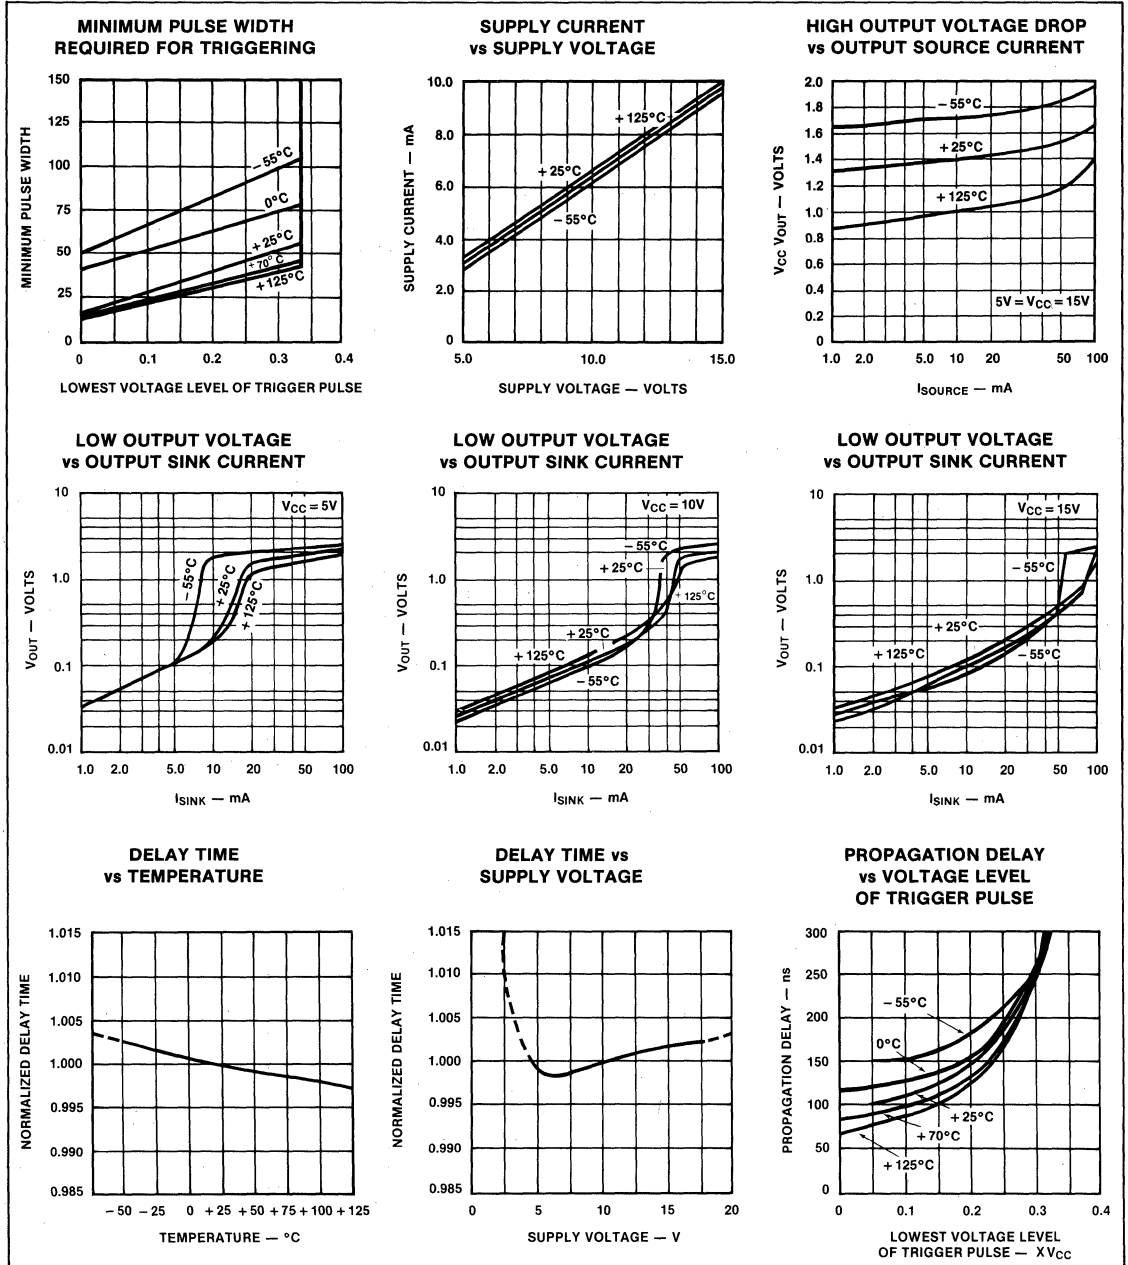 MINIMUM PULSE WIDTH
REQUIRED FOR TRIGGERING
MINIMUM PULSE WIDTH
150
125
100
75
50
25
0
−55°C
0°C
+25°C
+70°C
+125°C
0 0.1 0.2 0.3 0.4
LOWEST VOLTAGE LEVEL OF TRIGGER PULSE
SUPPLY CURRENT
vs SUPPLY VOLTAGE
SUPPLY CURRENT — mA
10.0
8.0
6.0
4.0
2.0
0
+125°C
+25°C
−55°C
5.0 10.0 15.0
SUPPLY VOLTAGE — VOLTS
HIGH OUTPUT VOLTAGE DROP
vs OUTPUT SOURCE CURRENT
VCC VOUT — VOLTS
2.0
1.8
1.6
1.4
1.2
1.0
0.8
0.6
0.4
0.2
0
−55°C
+25°C
+125°C
5V = VCC = 15V
1.0 2.0 5.0 10 20 50 100
ISOURCE — mA
LOW OUTPUT VOLTAGE
vs OUTPUT SINK CURRENT
VOUT — VOLTS
10
1.0
0.1
0.01
VCC = 5V
−55°C
+25°C
+125°C
1.0 2.0 5.0 10 20 50 100
ISINK — mA
LOW OUTPUT VOLTAGE
vs OUTPUT SINK CURRENT
VOUT — VOLTS
10
1.0
0.1
0.01
VCC = 10V
−55°C
+25°C
+125°C
+25°C
+125°C
−55°C
1.0 2.0 5.0 10 20 50 100
ISINK — mA
LOW OUTPUT VOLTAGE
vs OUTPUT SINK CURRENT
VOUT — VOLTS
10
1.0
0.1
0.01
VCC = 15V
−55°C
+25°C
+125°C
−55°C
1.0 2.0 5.0 10 20 50 100
ISINK — mA
DELAY TIME
vs TEMPERATURE
NORMALIZED DELAY TIME
1.015
1.010
1.005
1.000
0.995
0.990
0.985
−50 −25 0 +25 +50 +75 +100 +125
TEMPERATURE — °C
DELAY TIME vs
SUPPLY VOLTAGE
NORMALIZED DELAY TIME
1.015
1.010
1.005
1.000
0.995
0.990
0.985
0 5 10 15 20
SUPPLY VOLTAGE — V
PROPAGATION DELAY
vs VOLTAGE LEVEL
OF TRIGGER PULSE
PROPAGATION DELAY — ns
300
250
200
150
100
50
0
−55°C
0°C
+25°C
+70°C
+125°C
0 0.1 0.2 0.3 0.4
LOWEST VOLTAGE LEVEL
OF TRIGGER PULSE — XVCC